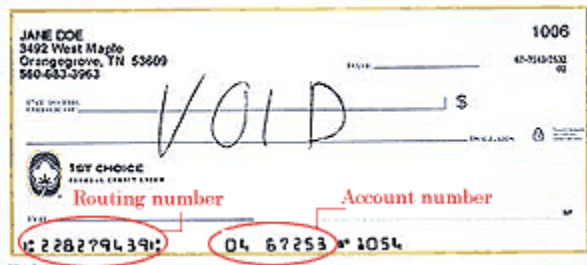 JANE DOE 1006
3492 West Maple
Orangegrove, TN 53609
560-683-3963
$
VOID
1ST CHOICE
Routing number Account number
⑆228279439⑆ 04 67253⑈ 1054